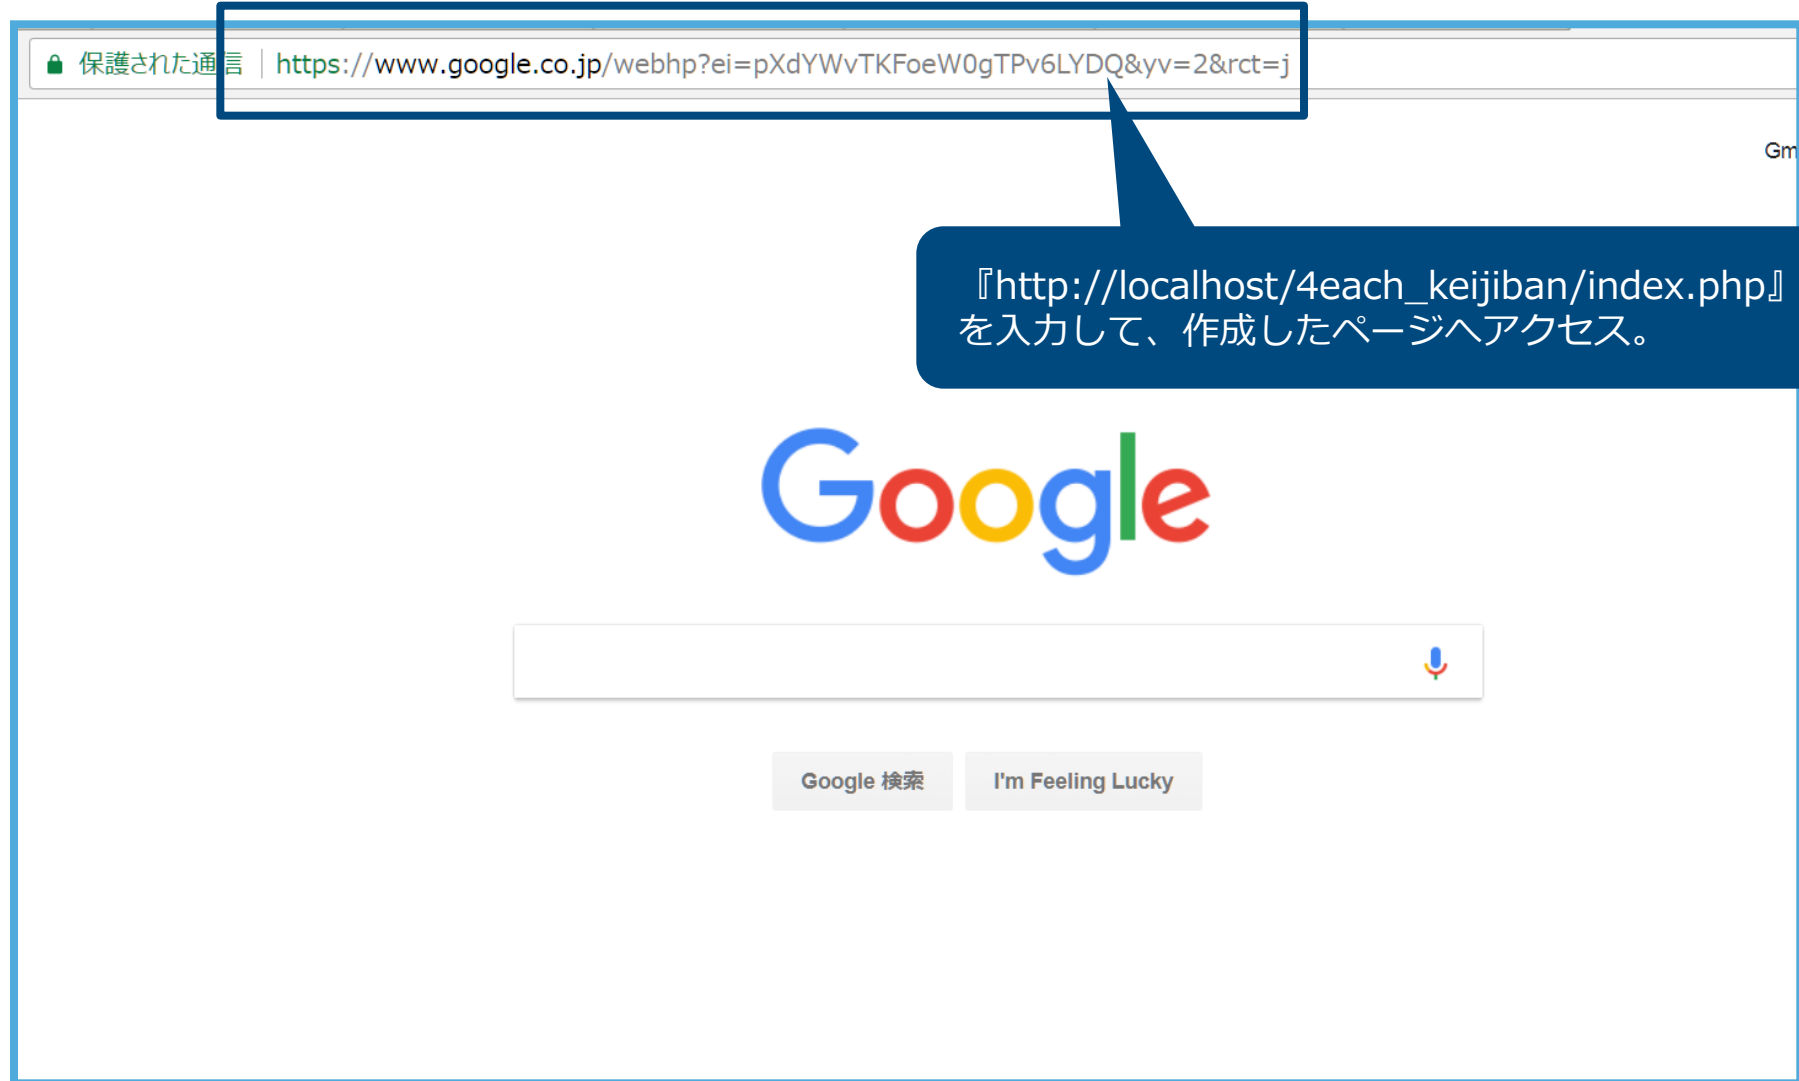 保護された通信 https://www.google.co.jp/webhp?ei=pXdYWvTKFoeW0gTPv6LYDQ&yv=2&rct=j
Gm
『http://localhost/4each_keijiban/index.php』
を入力して、作成したページへアクセス。
Google
Google 検索 I'm Feeling Lucky